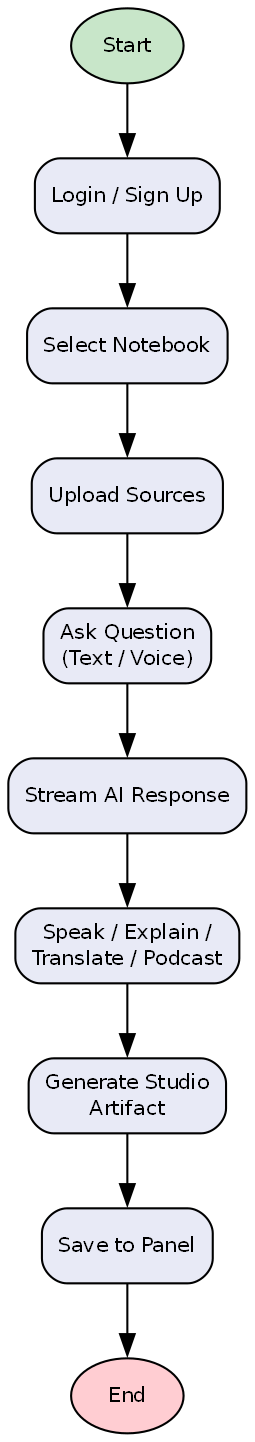 Start
Login / Sign Up
Select Notebook
Upload Sources
Ask Question
(Text / Voice)
Stream AI Response
Speak / Explain /
Translate / Podcast
Generate Studio
Artifact
Save to Panel
End